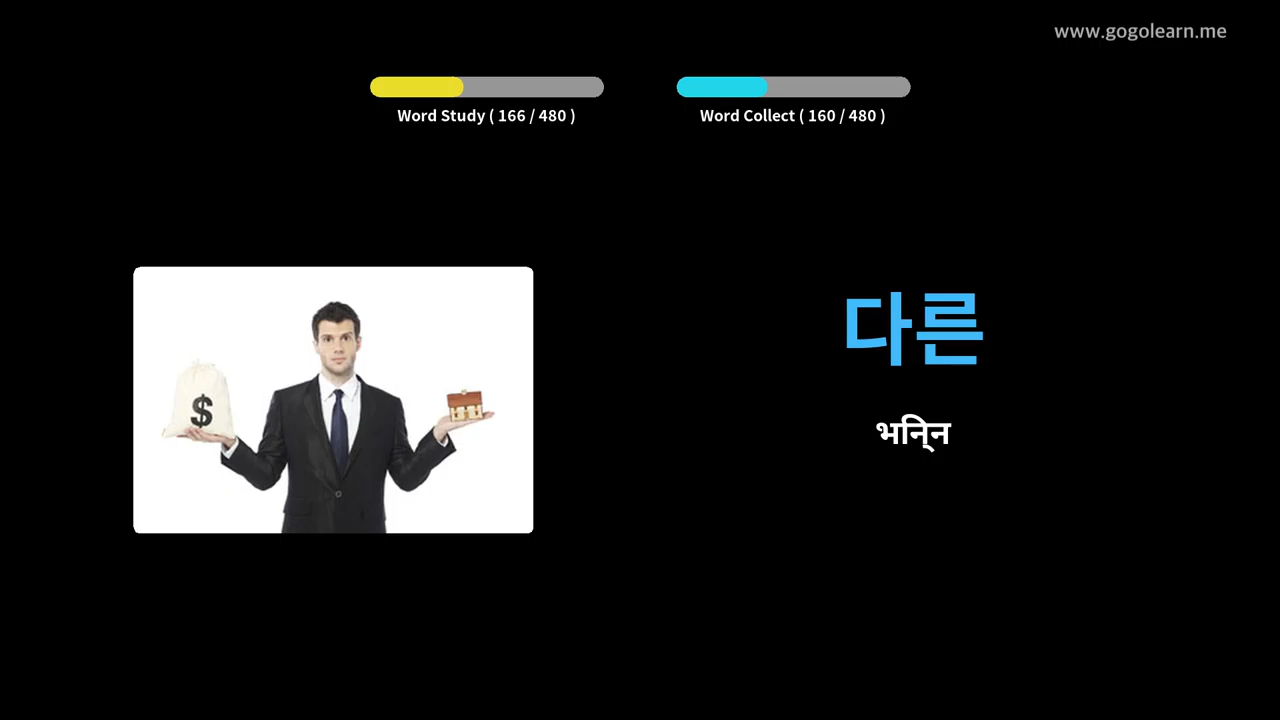 www.gogolearn.me
Word Study ( 166 / 480 )
Word Collect ( 160 / 480 )
$
다른
भिन्न